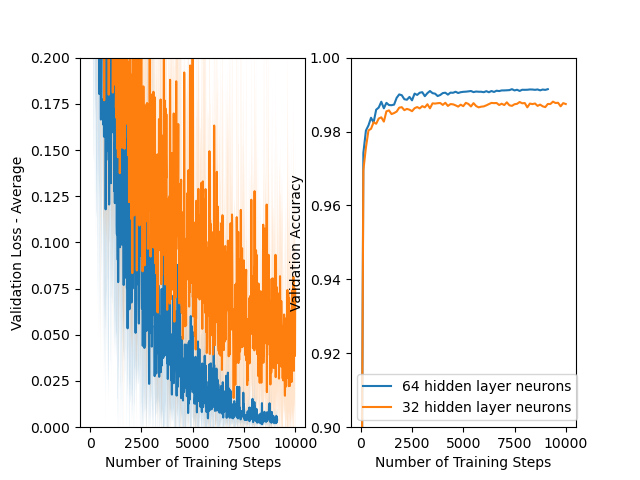 0.200
0.175
0.150
0.125
0.100
0.075
0.050
0.025
0.000
Validation Loss - Average
0 2500 5000 7500 10000
Number of Training Steps
1.00
0.98
0.96
0.94
0.92
0.90
Validation Accuracy
64 hidden layer neurons
32 hidden layer neurons
0 2500 5000 7500 10000
Number of Training Steps